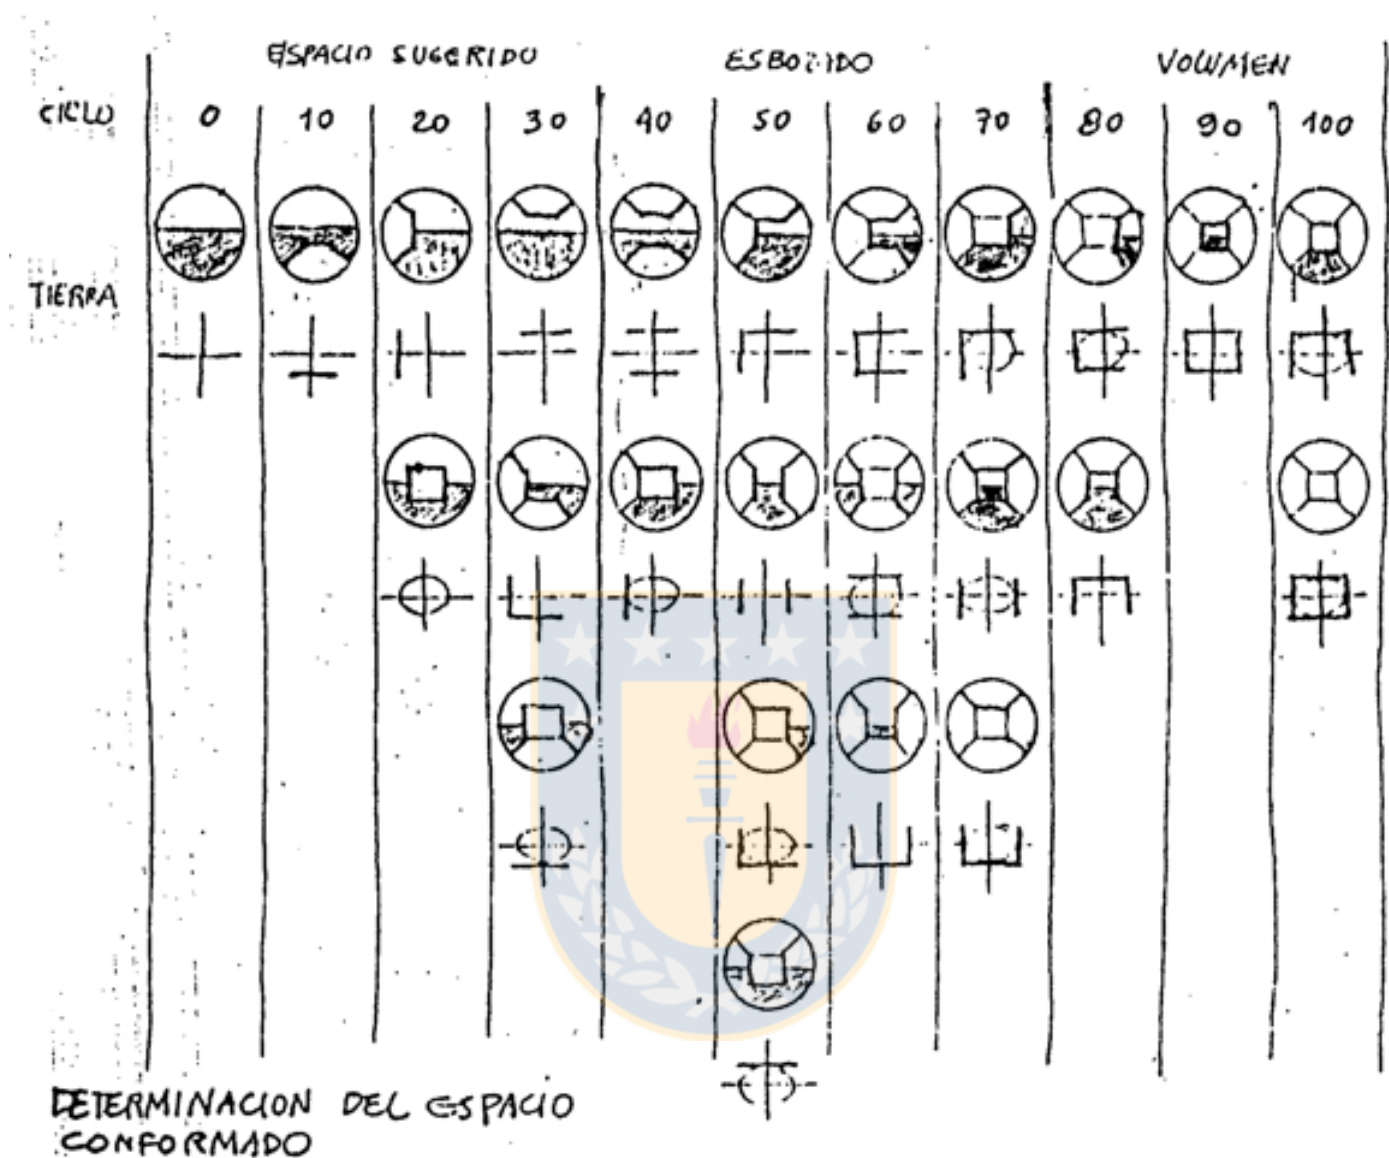 ESPACIO SUGERIDO ESBOZADO VOLUMEN
CICLO 0 10 20 30 40 50 60 70 80 90 100
TIERRA
DETERMINACION DEL ESPACIO
CONFORMADO